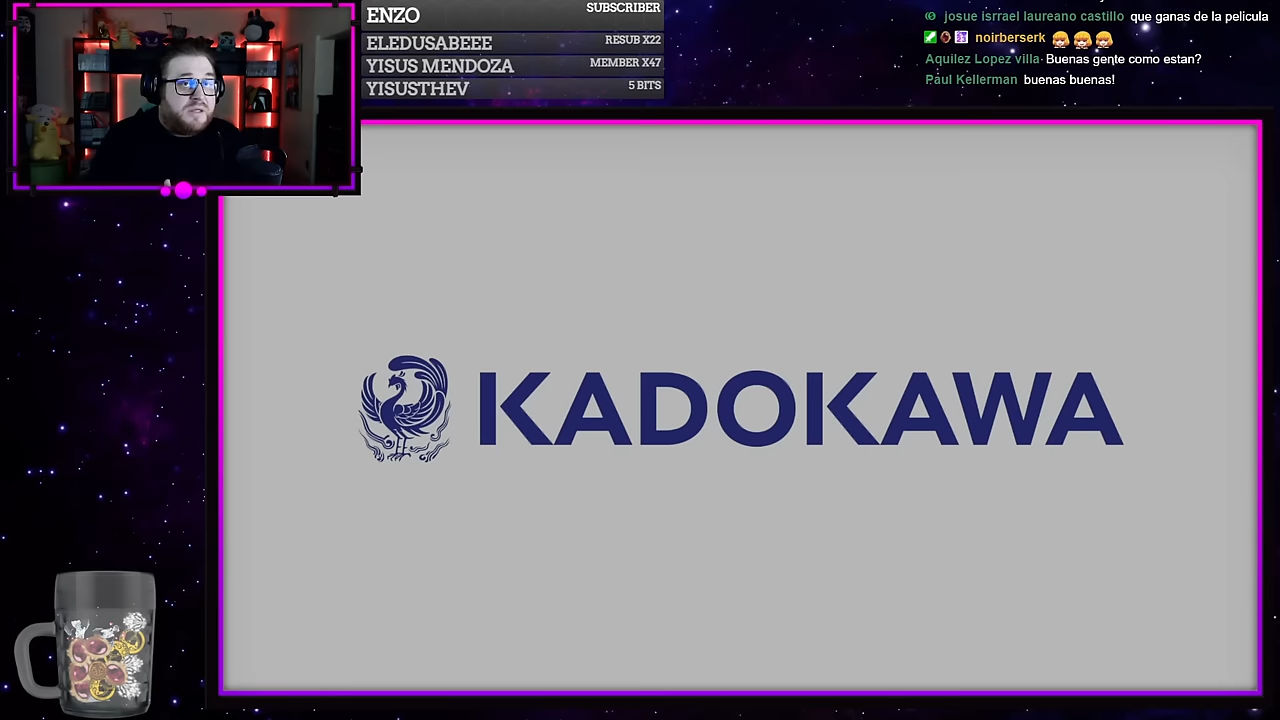 ENZO SUBSCRIBER
ELEDUSABEEE RESUB X22
YISUS MENDOZA MEMBER X47
YISUSTHEV 5 BITS
josue isrrael laureano castillo que ganas de la pelicula
noirberserk
Aquilez Lopez villa Buenas gente como estan?
Paul Kellerman buenas buenas!
KADOKAWA